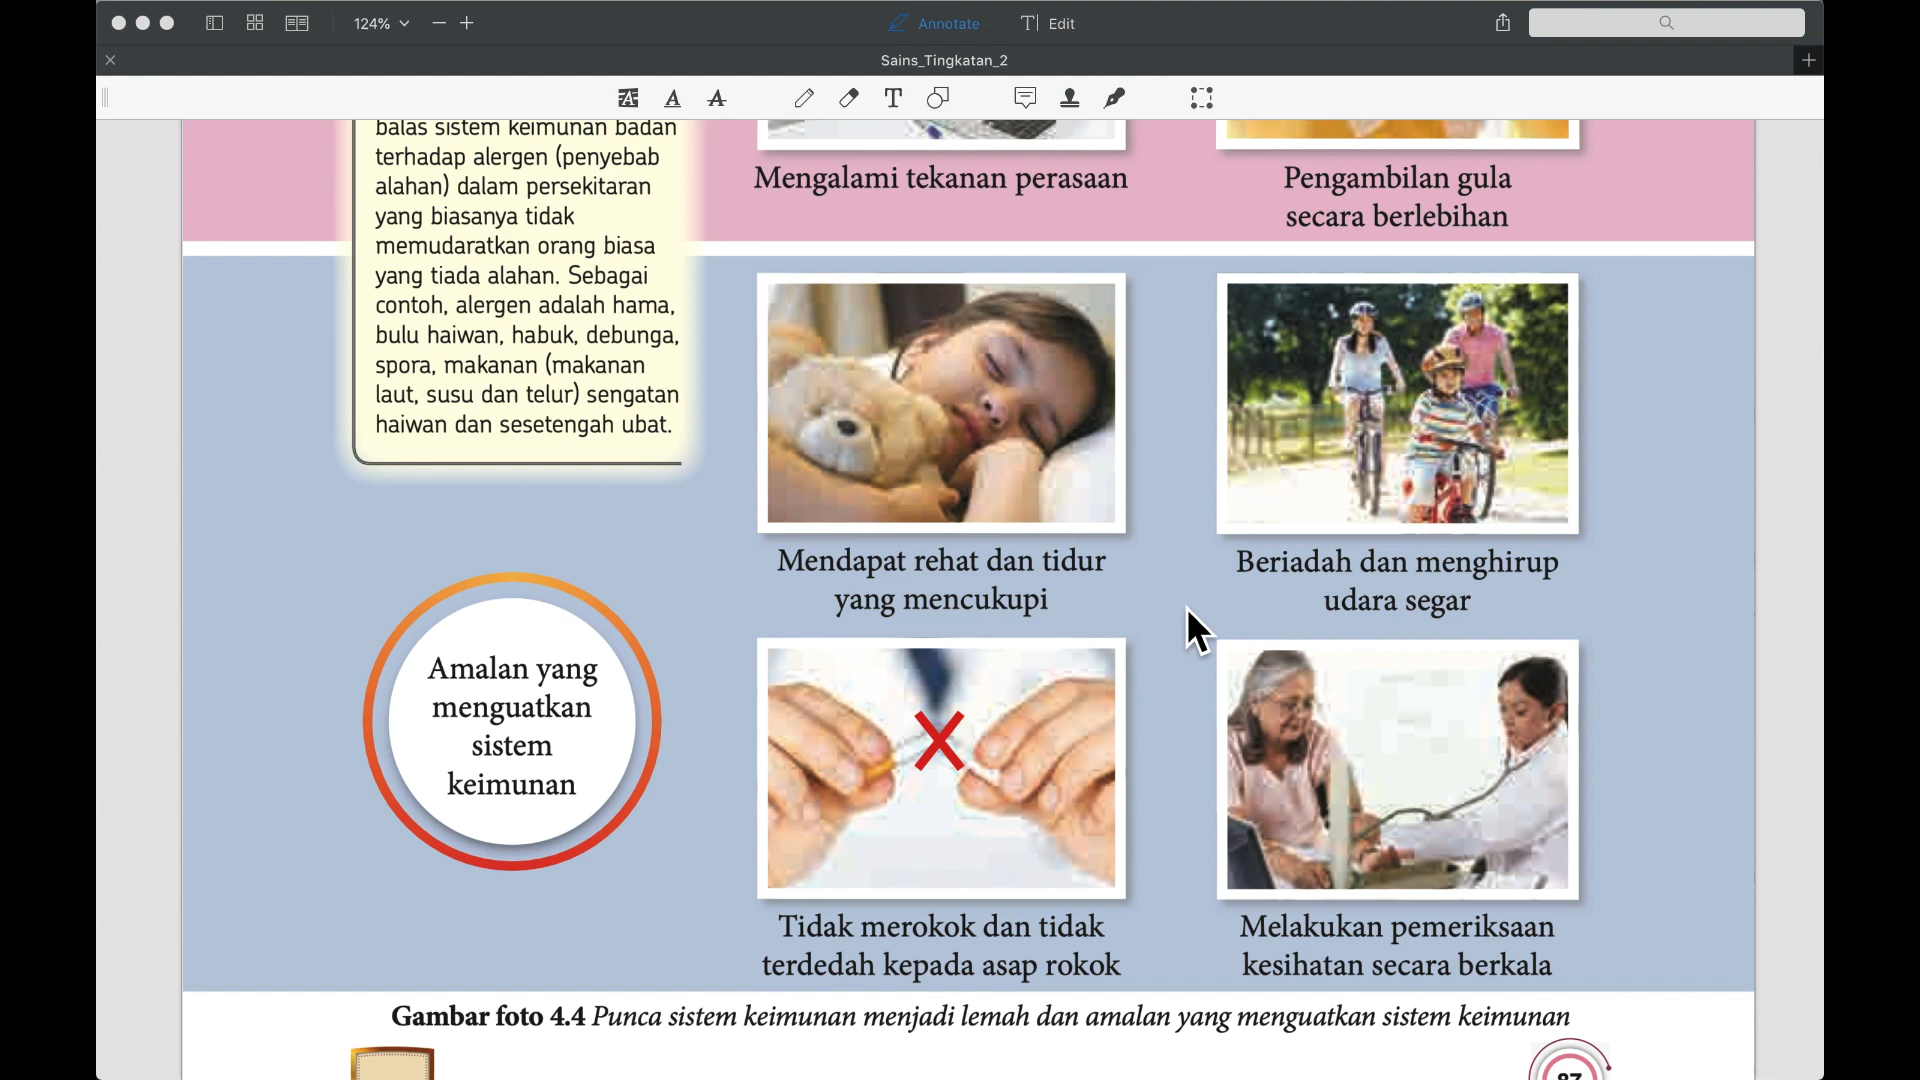 124%
Annotate
Edit
Sains_Tingkatan_2
balas sistem keimunan badan
terhadap alergen (penyebab
alahan) dalam persekitaran
yang biasanya tidak
memudaratkan orang biasa
yang tiada alahan. Sebagai
contoh, alergen adalah hama,
bulu haiwan, habuk, debunga,
spora, makanan (makanan
laut, susu dan telur) sengatan
haiwan dan sesetengah ubat.
Mengalami tekanan perasaan
Pengambilan gula
secara berlebihan
Amalan yang
menguatkan
sistem
keimunan
Mendapat rehat dan tidur
yang mencukupi
Beriadah dan menghirup
udara segar
Tidak merokok dan tidak
terdedah kepada asap rokok
Melakukan pemeriksaan
kesihatan secara berkala
Gambar foto 4.4 Punca sistem keimunan menjadi lemah dan amalan yang menguatkan sistem keimunan
87